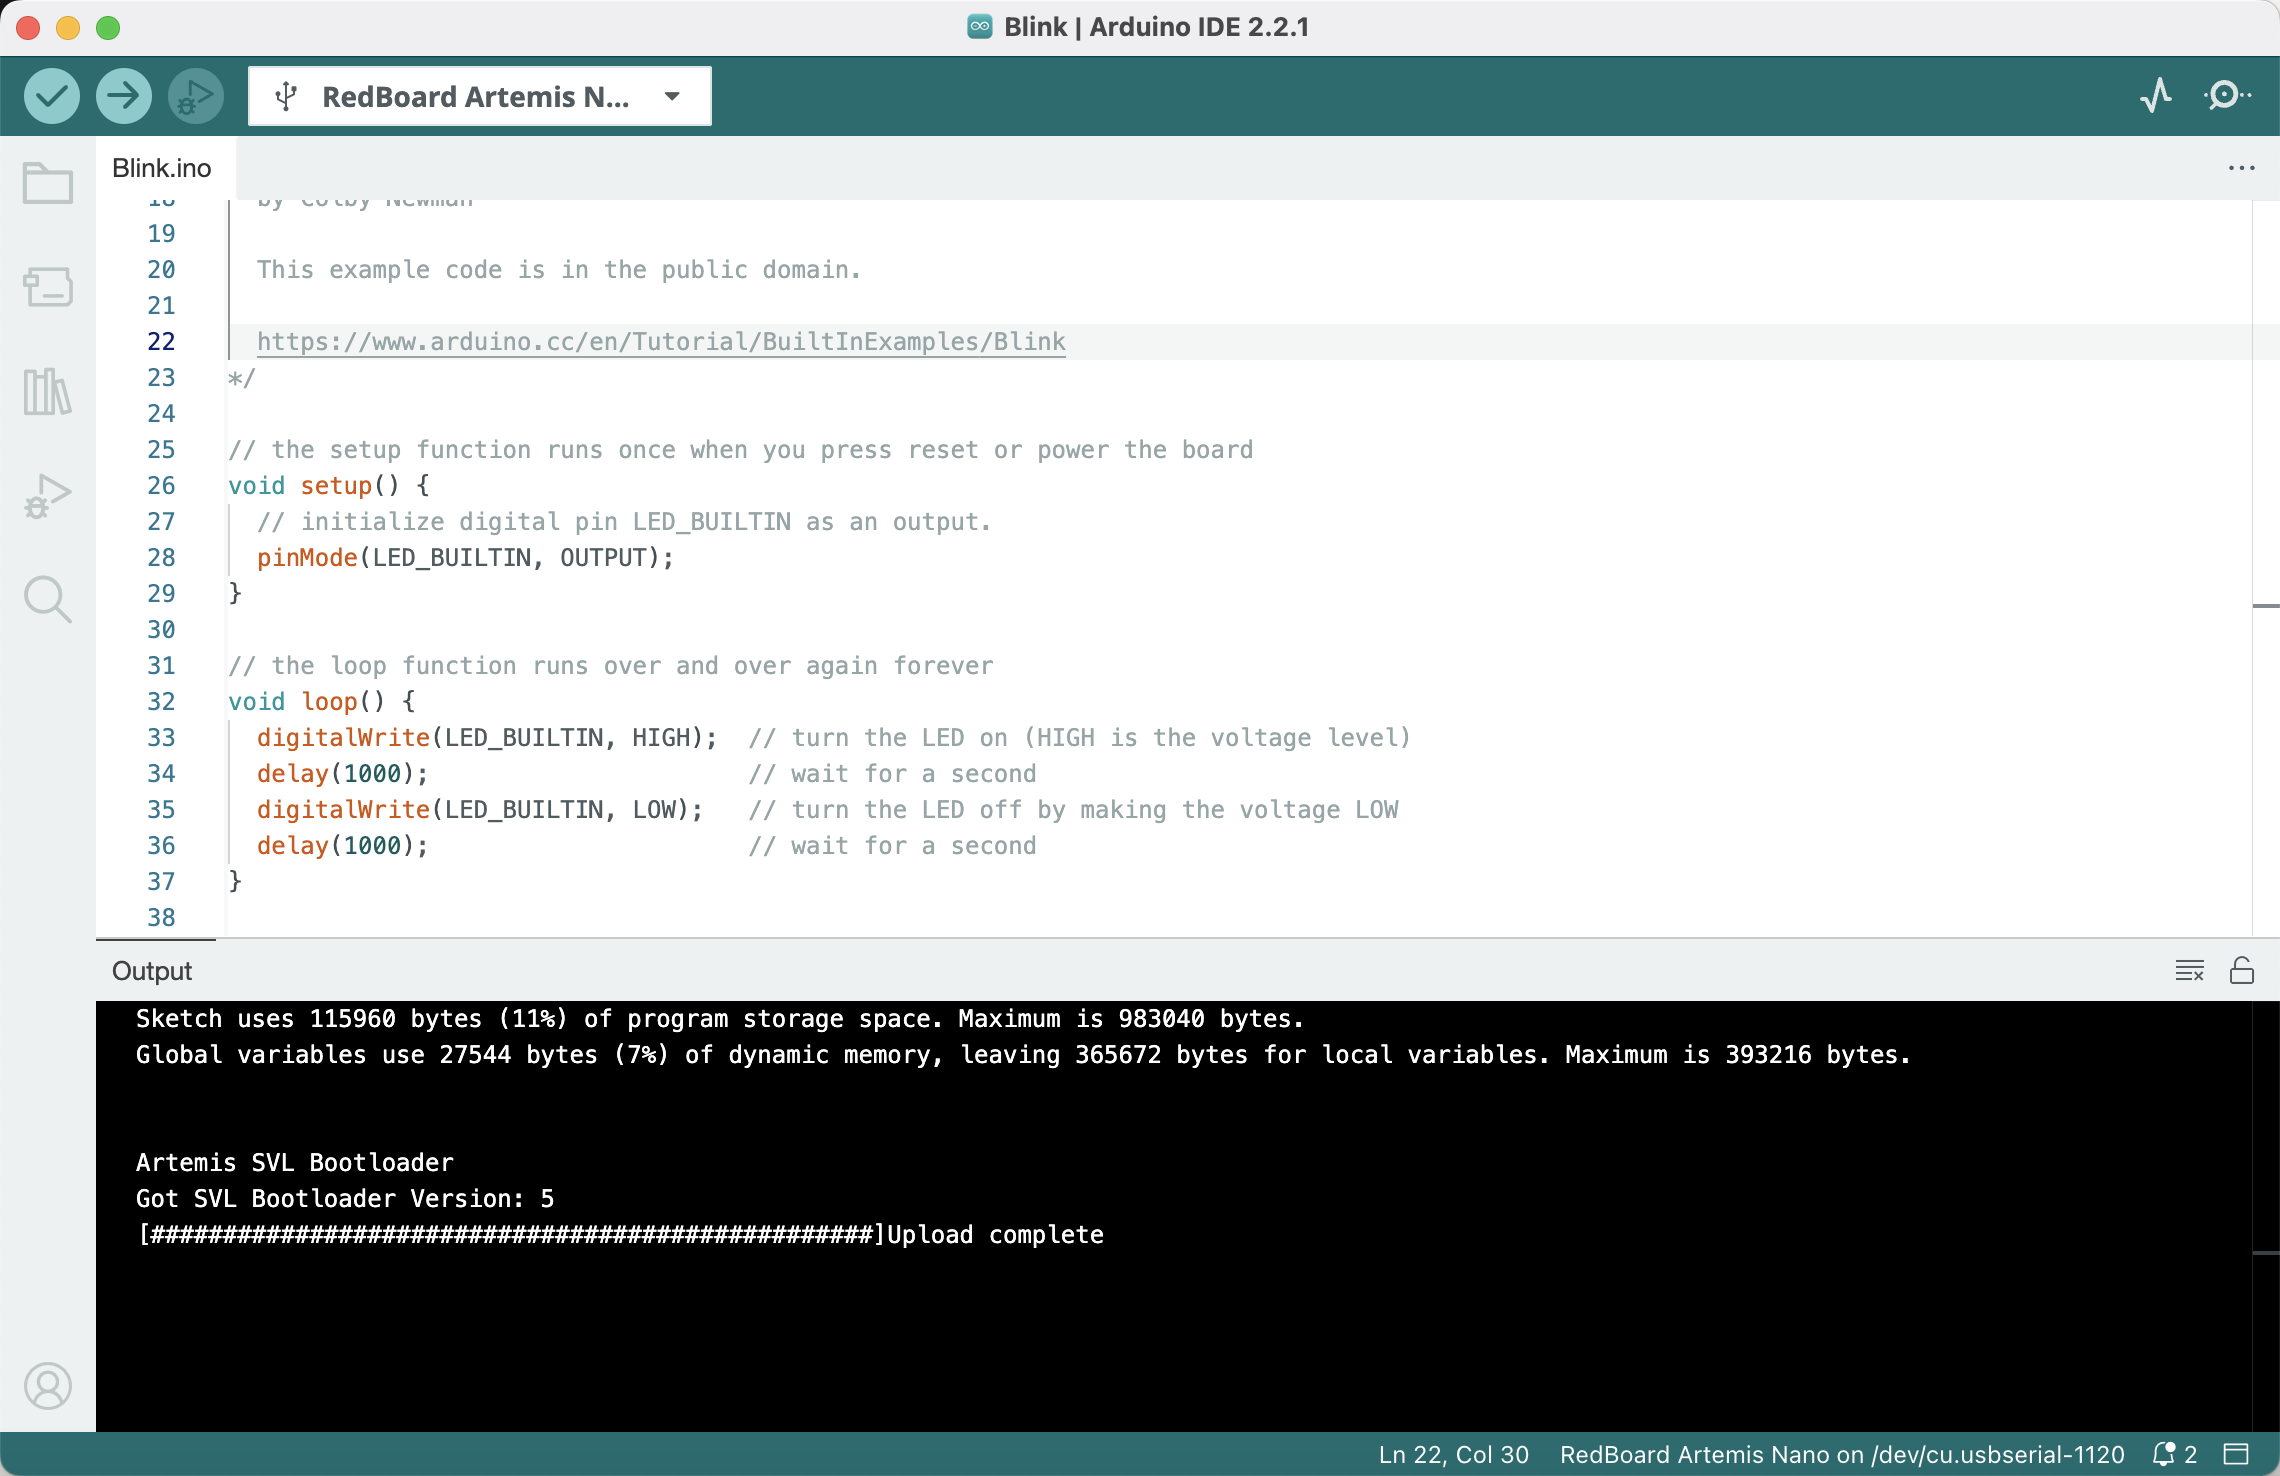 Blink | Arduino IDE 2.2.1
RedBoard Artemis N...
Blink.ino
18 by Colby Newman
19
20 This example code is in the public domain.
21
22 https://www.arduino.cc/en/Tutorial/BuiltInExamples/Blink
23 */
24
25 // the setup function runs once when you press reset or power the board
26 void setup() {
27 // initialize digital pin LED_BUILTIN as an output.
28 pinMode(LED_BUILTIN, OUTPUT);
29 }
30
31 // the loop function runs over and over again forever
32 void loop() {
33 digitalWrite(LED_BUILTIN, HIGH); // turn the LED on (HIGH is the voltage level)
34 delay(1000); // wait for a second
35 digitalWrite(LED_BUILTIN, LOW); // turn the LED off by making the voltage LOW
36 delay(1000); // wait for a second
37 }
38
Output
Sketch uses 115960 bytes (11%) of program storage space. Maximum is 983040 bytes.
Global variables use 27544 bytes (7%) of dynamic memory, leaving 365672 bytes for local variables. Maximum is 393216 bytes.
Artemis SVL Bootloader
Got SVL Bootloader Version: 5
[##################################################]Upload complete
Ln 22, Col 30 RedBoard Artemis Nano on /dev/cu.usbserial-1120 2